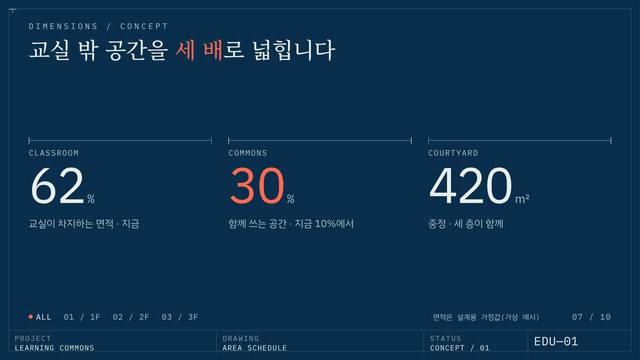 DIMENSIONS / CONCEPT
교실 밖 공간을 세 배로 넓힙니다
CLASSROOM
62%
교실이 차지하는 면적 · 지금
COMMONS
30%
함께 쓰는 공간 · 지금 10%에서
COURTYARD
420m²
중정 · 세 층이 함께
ALL 01 / 1F 02 / 2F 03 / 3F
면적은 설계용 가정값(가상 예시) 07 / 10
PROJECT
LEARNING COMMONS
DRAWING
AREA SCHEDULE
STATUS
CONCEPT / 01
EDU—01